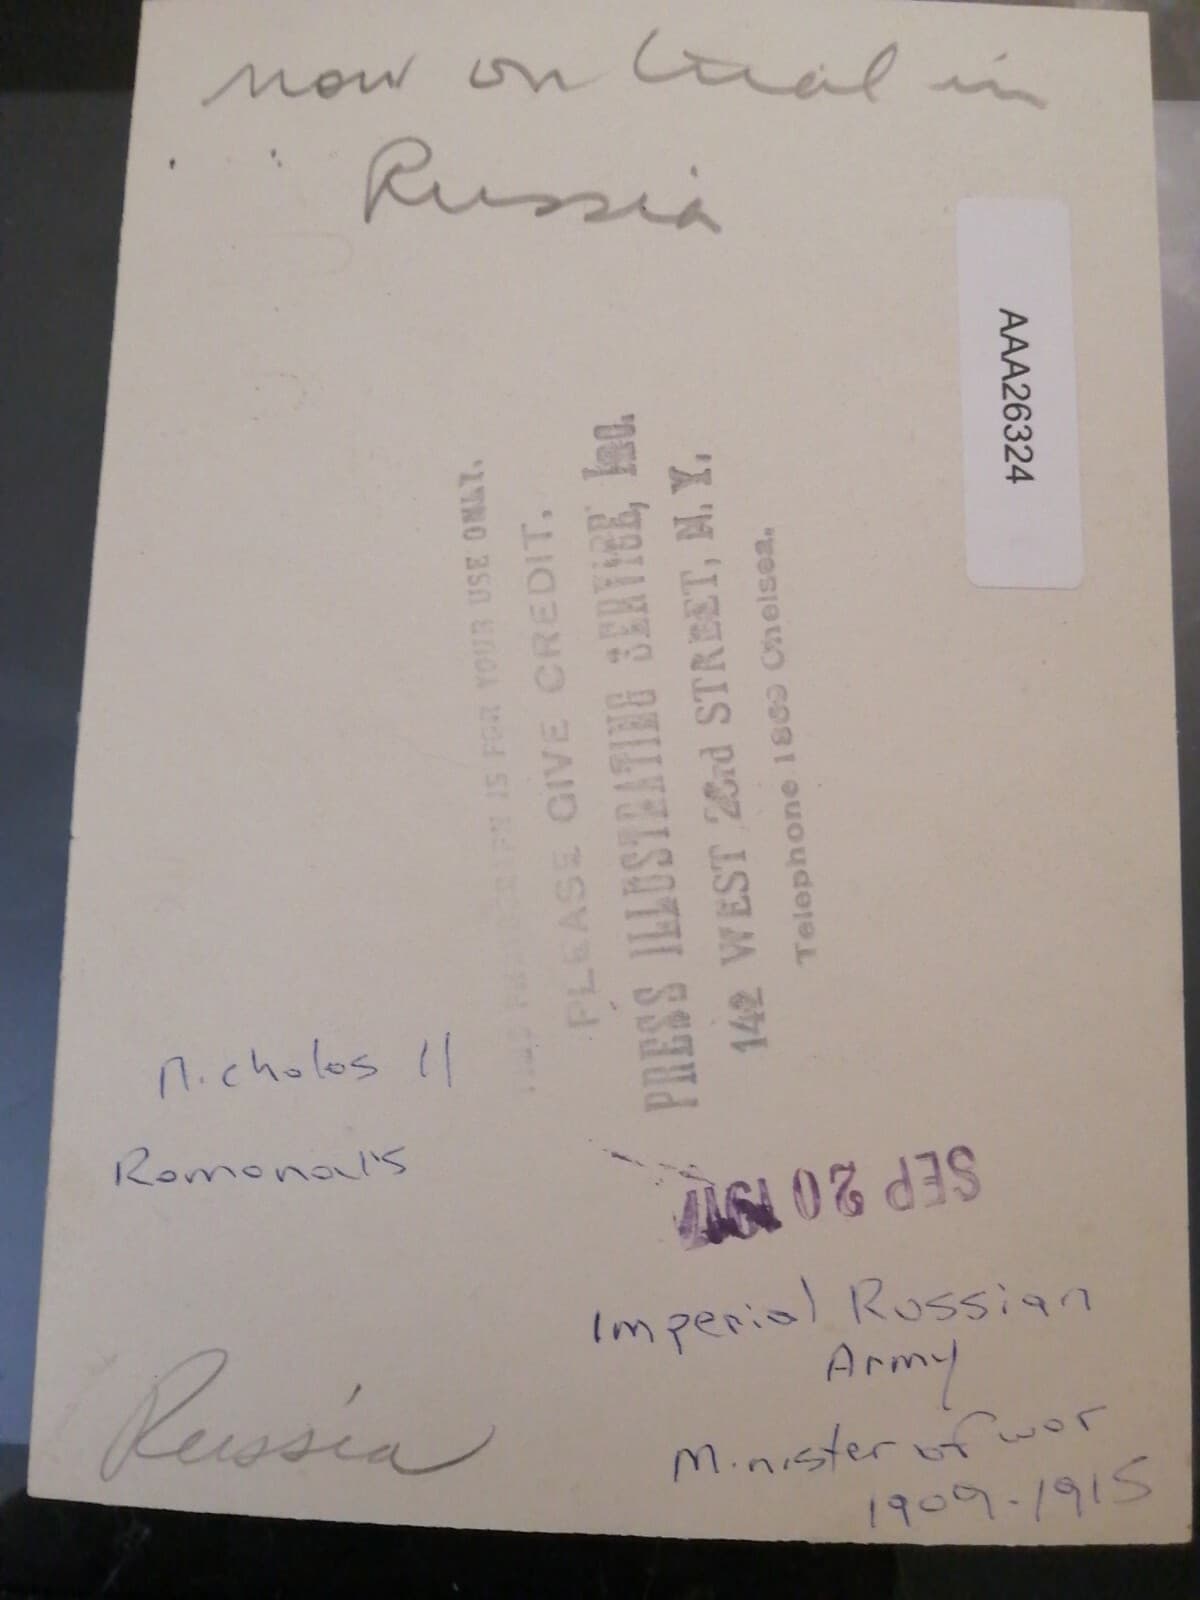 now on trial in
Russia
AAA26324
THIS PHOTOGRAPH IS FOR YOUR USE ONLY.
PLEASE GIVE CREDIT.
PRESS ILLUSTRATING SERVICE, Inc.
142 WEST 23rd STREET, N. Y.
Telephone 1863 Chelsea.
Nicholas II
Romonovs
SEP 20 1917
Imperial Russian
Army
Minister of war
1909-1915
Russia